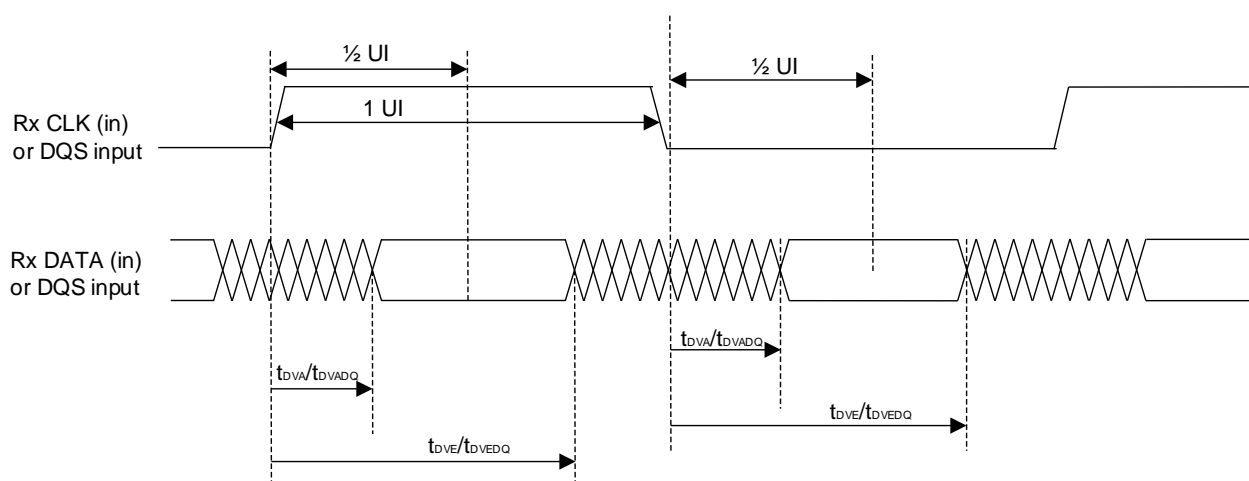 ½ UI
½ UI
1 UI
Rx CLK (in)
or DQS input
Rx DATA (in)
or DQS input
tDVA/tDVADQ
tDVA/tDVADQ
tDVE/tDVEDQ
tDVE/tDVEDQ